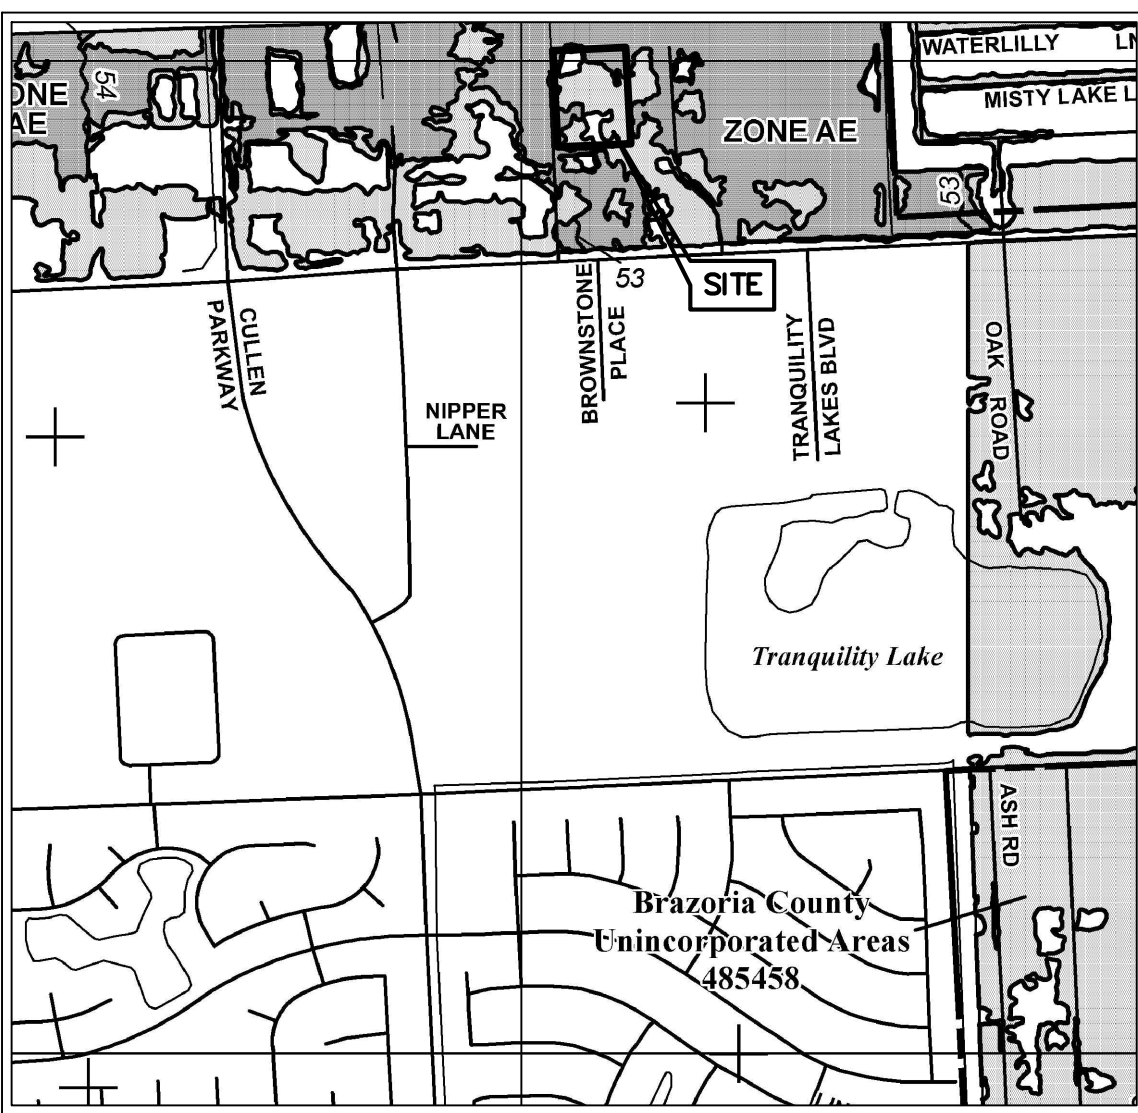 WATERLILLY LN
MISTY LAKE L
ONE
AE
54
ZONE AE
53
53
SITE
CULLEN
PARKWAY
BROWNSTONE
PLACE
TRANQUILITY
LAKES BLVD
OAK ROAD
NIPPER
LANE
Tranquility Lake
ASH RD
Brazoria County
Unincorporated Areas
485458